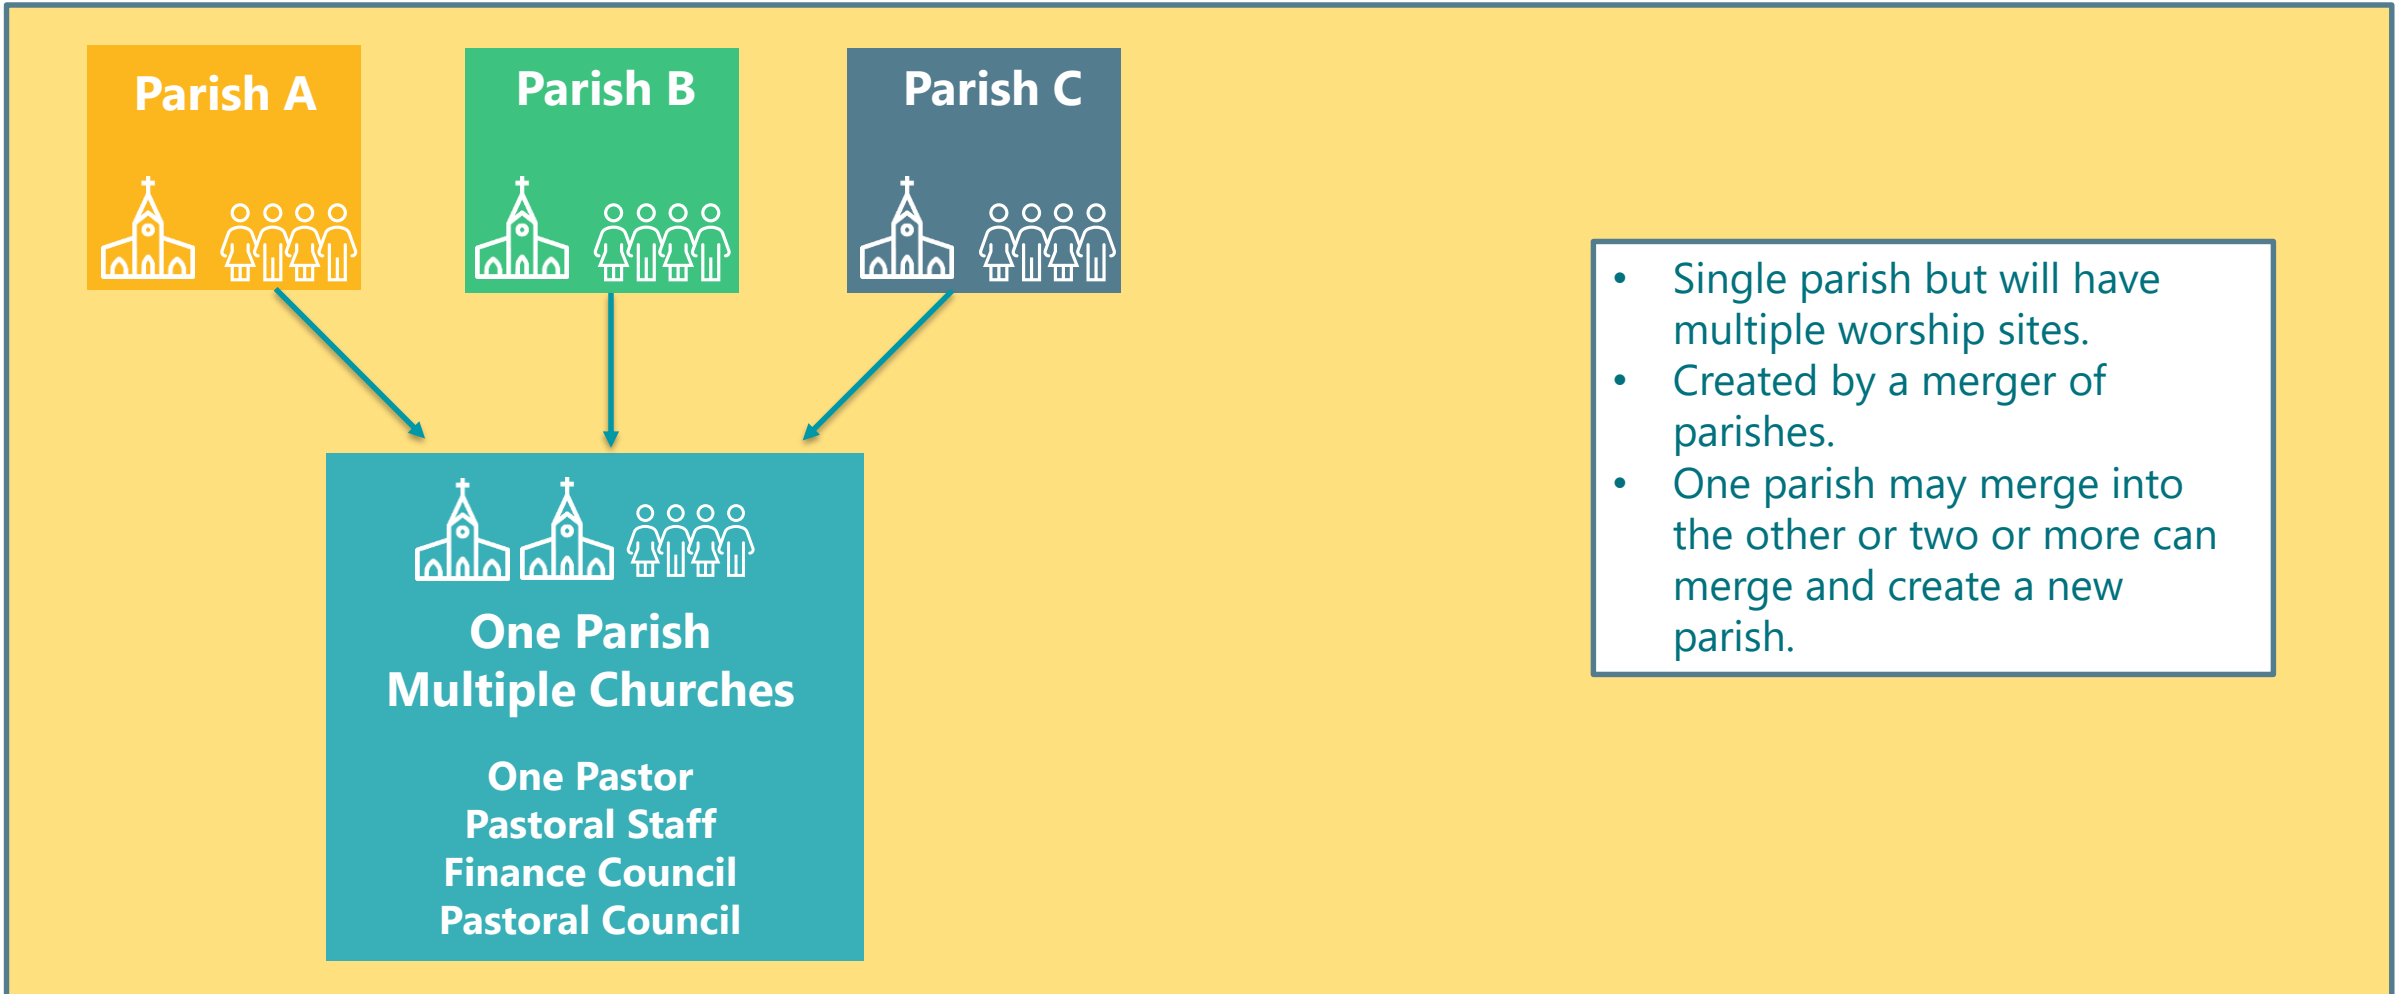 Parish A
Parish B
Parish C
One Parish
Multiple Churches
One Pastor
Pastoral Staff
Finance Council
Pastoral Council
• Single parish but will have
multiple worship sites.
• Created by a merger of
parishes.
• One parish may merge into
the other or two or more can
merge and create a new
parish.